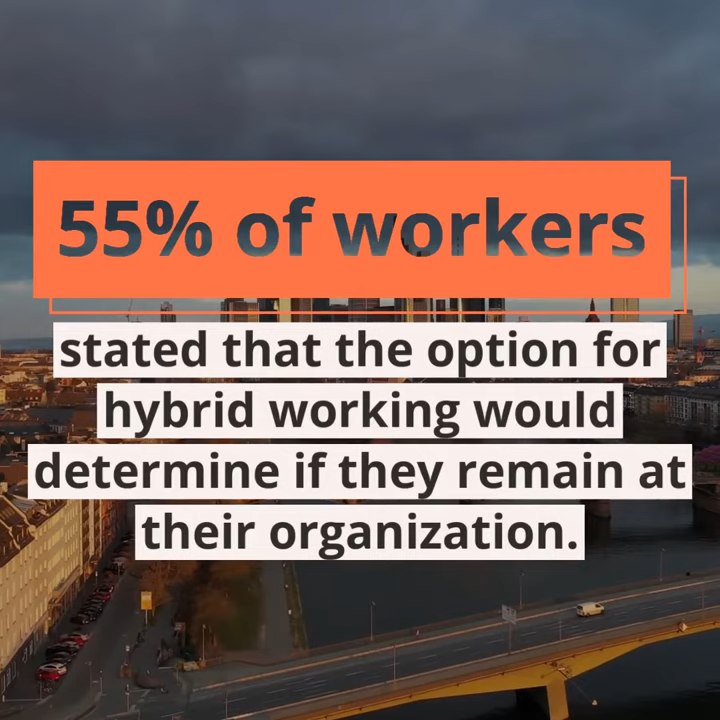 55% of workers
stated that the option for
hybrid working would
determine if they remain at
their organization.